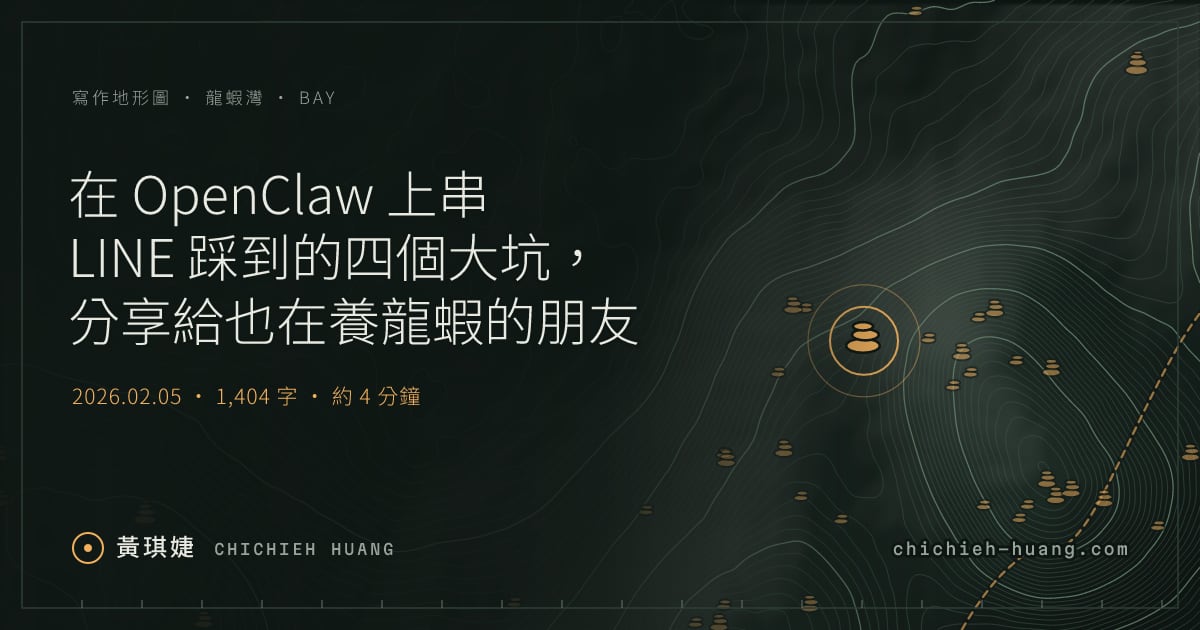 寫作地形圖 · 龍蝦灣 · BAY
在 OpenClaw 上串
LINE 踩到的四個大坑，
分享給也在養龍蝦的朋友
2026.02.05 · 1,404 字 · 約 4 分鐘
黃琪婕 CHICHIEH HUANG
chichieh-huang.com